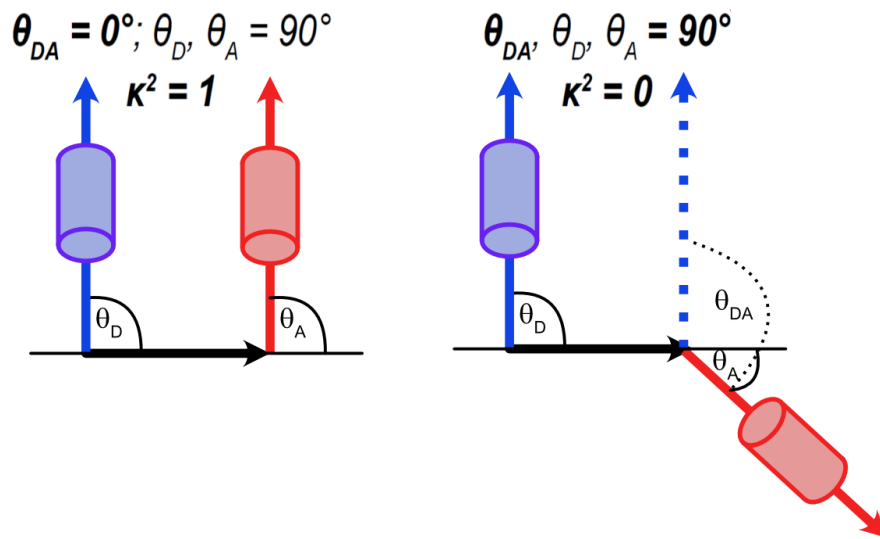 θDA = 0°; θD, θA = 90°
κ² = 1
θD
θA
θDA, θD, θA = 90°
κ² = 0
θD
θDA
θA